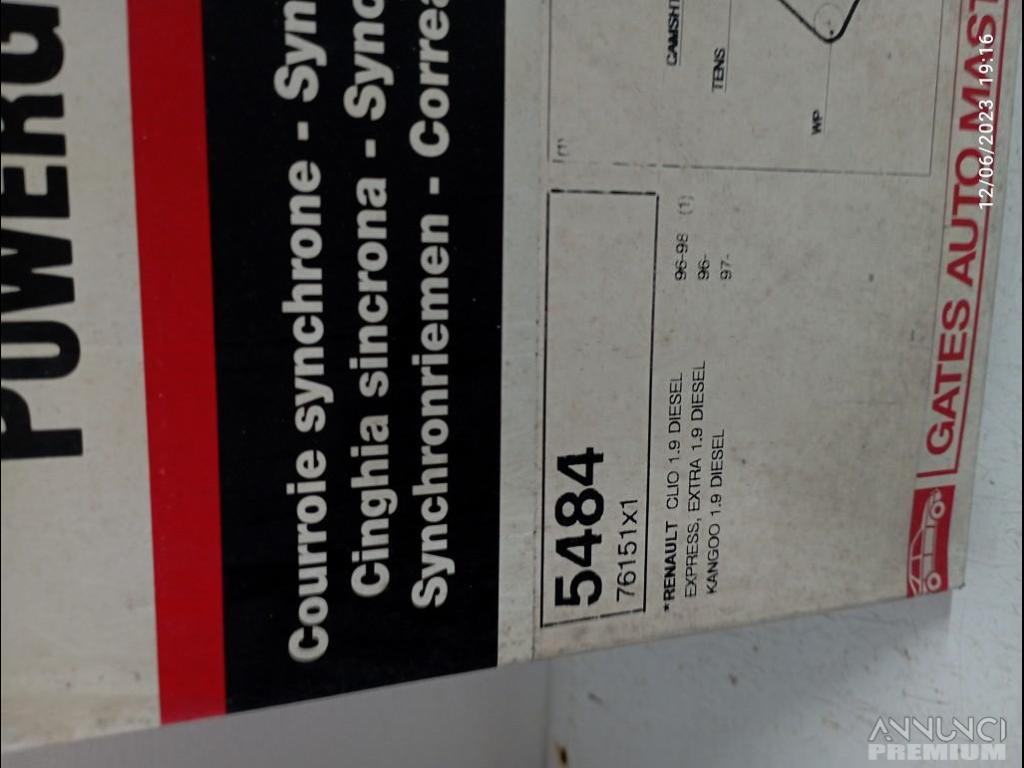 POWERG
Courroie synchrone - Syn
Cinghia sincrona - Sync
Synchronriemen - Correa
5484
76151x1
*RENAULT CLIO 1.9 DIESEL 96-98 (1)
EXPRESS, EXTRA 1.9 DIESEL 96-
KANGOO 1.9 DIESEL 97-
(1)
CAMSHT
TENS
WP
GATES AUTO MAST
12/06/2023 19:16
ANNUNCI
PREMIUM